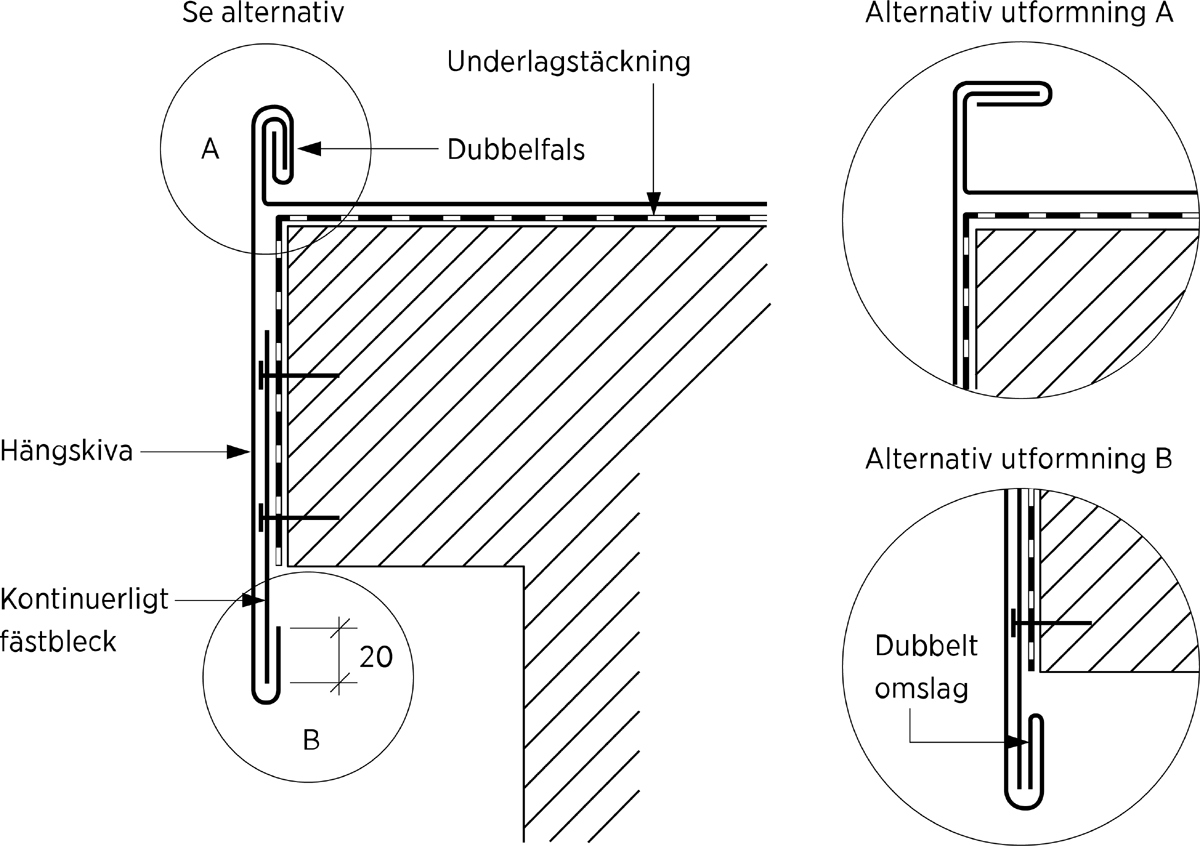 Se alternativ
Alternativ utformning A
Underlagstäckning
A
Dubbelfals
Hängskiva
Alternativ utformning B
Kontinuerligt
fästbleck
20
Dubbelt
omslag
B